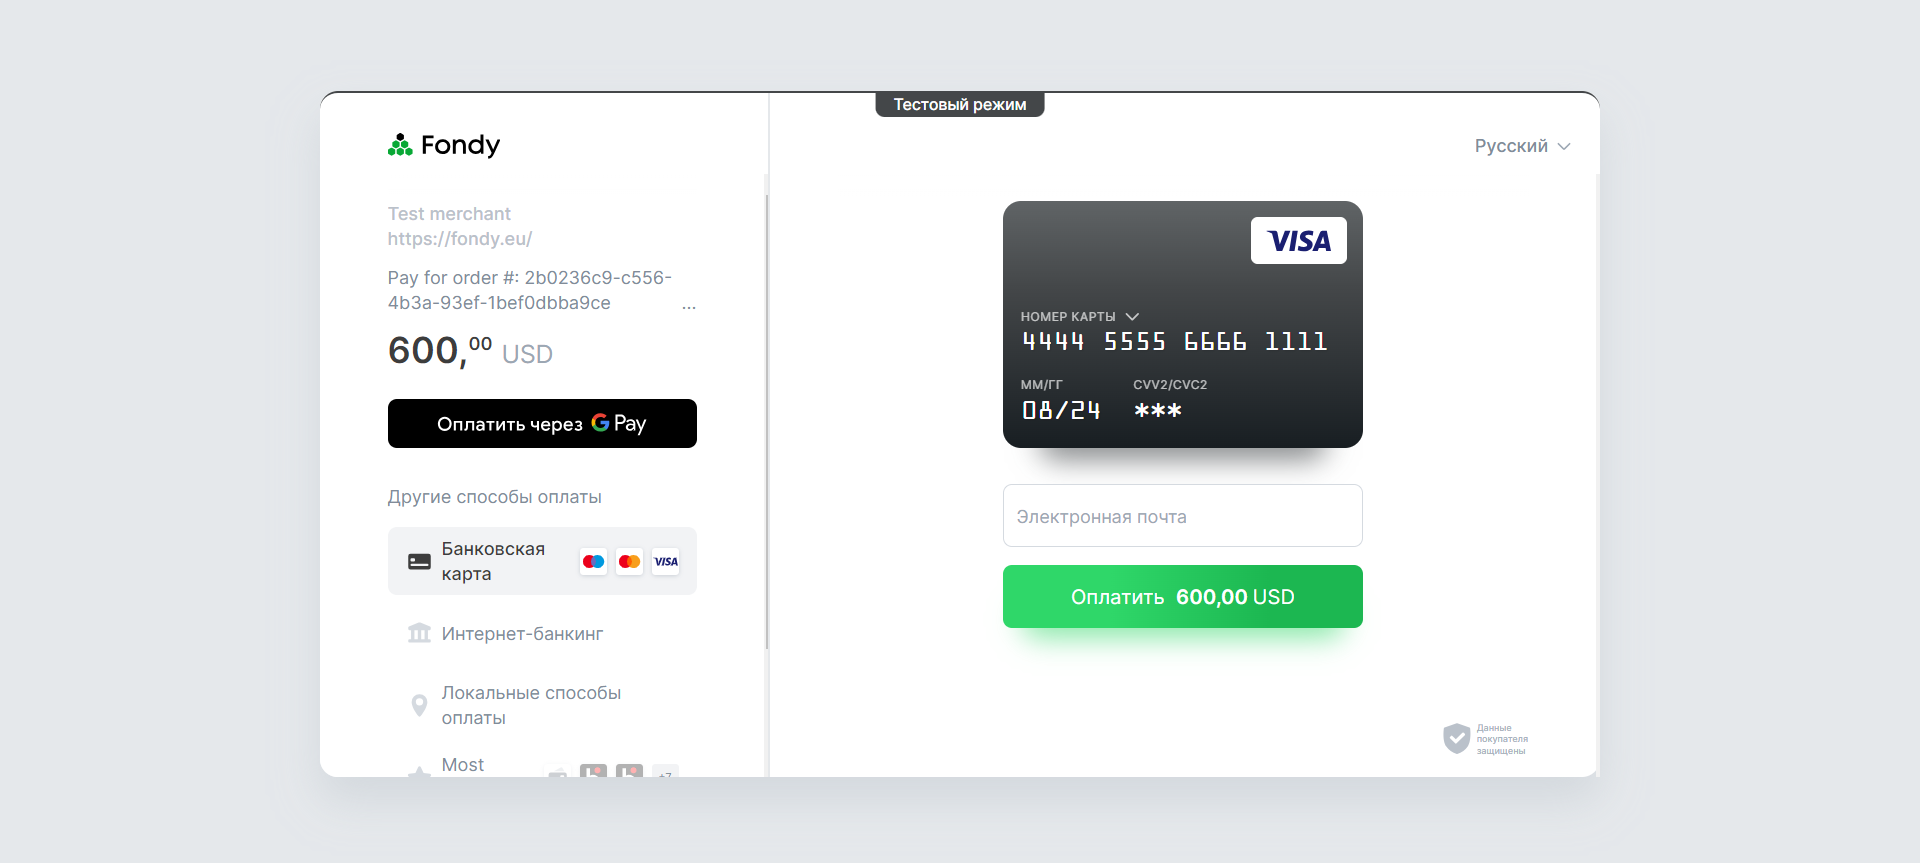 Тестовый режим
Fondy
Русский
Test merchant
https://fondy.eu/
Pay for order #: 2b0236c9-c556-
4b3a-93ef-1bef0dbba9ce ...
600,00 USD
Оплатить через G Pay
Другие способы оплаты
Банковская
карта
VISA
Интернет-банкинг
Локальные способы
оплаты
Most
+7
VISA
НОМЕР КАРТЫ
4444 5555 6666 1111
ММ/ГГ CVV2/CVC2
08/24 ***
Электронная почта
Оплатить 600,00 USD
Данные
покупателя
защищены